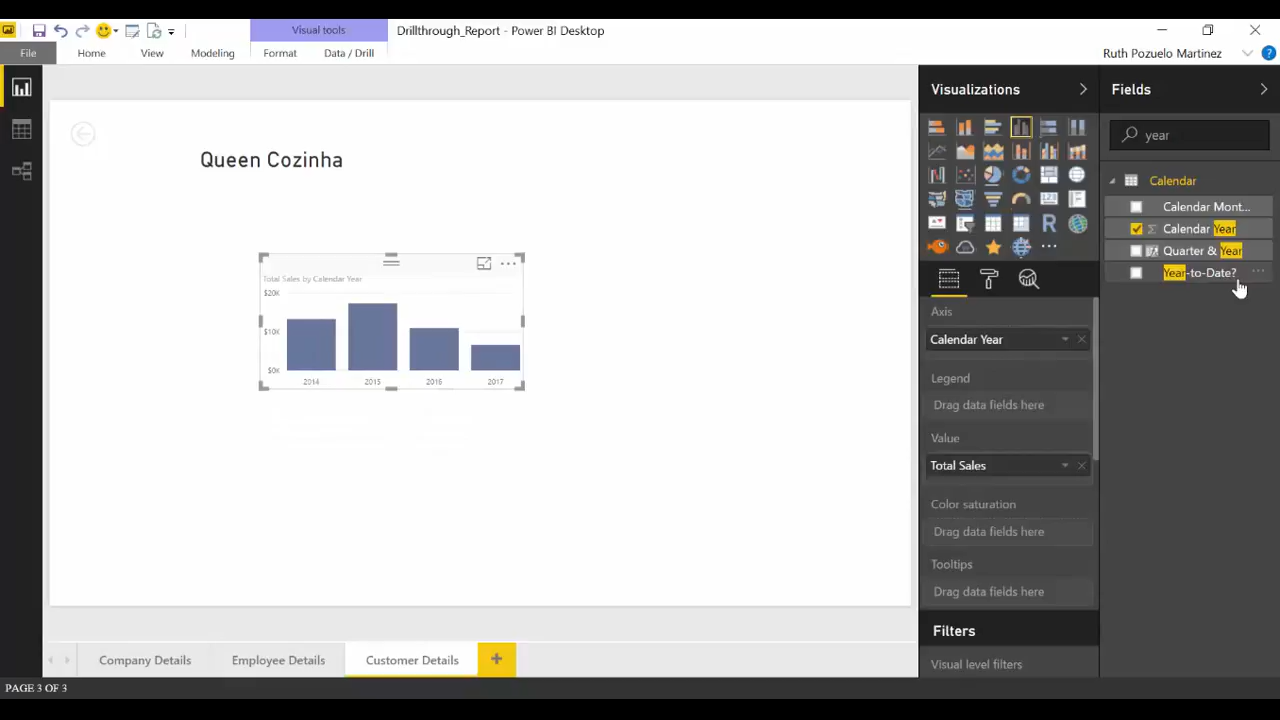 Visual tools
Drillthrough_Report - Power BI Desktop
File
Home
View
Modeling
Format
Data / Drill
Ruth Pozuelo Martinez
Visualizations
Fields
year
Calendar
Calendar Mont...
Calendar Year
Quarter & Year
Year-to-Date?
Queen Cozinha
Total Sales by Calendar Year
$20K
$10K
$0K
2014 2015 2016 2017
Axis
Calendar Year
Legend
Drag data fields here
Value
Total Sales
Color saturation
Drag data fields here
Tooltips
Drag data fields here
Filters
Visual level filters
Company Details
Employee Details
Customer Details
PAGE 3 OF 3